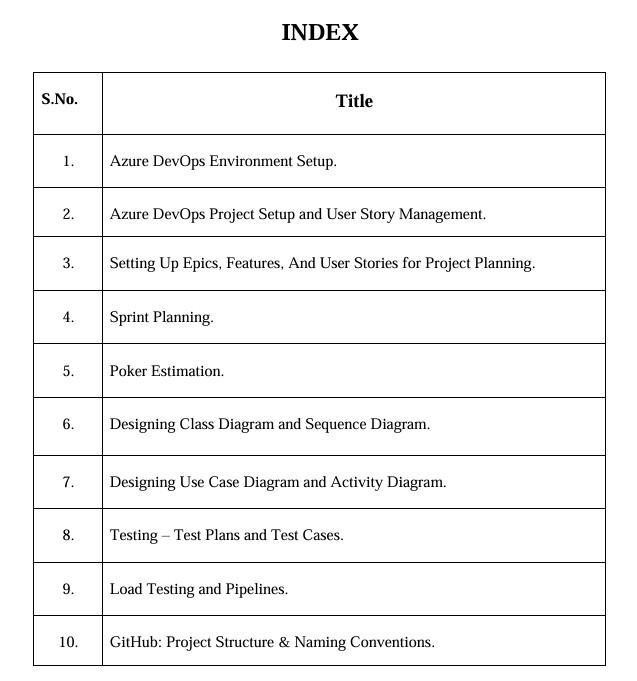 INDEX
S.No. Title
1. Azure DevOps Environment Setup.
2. Azure DevOps Project Setup and User Story Management.
3. Setting Up Epics, Features, And User Stories for Project Planning.
4. Sprint Planning.
5. Poker Estimation.
6. Designing Class Diagram and Sequence Diagram.
7. Designing Use Case Diagram and Activity Diagram.
8. Testing – Test Plans and Test Cases.
9. Load Testing and Pipelines.
10. GitHub: Project Structure & Naming Conventions.